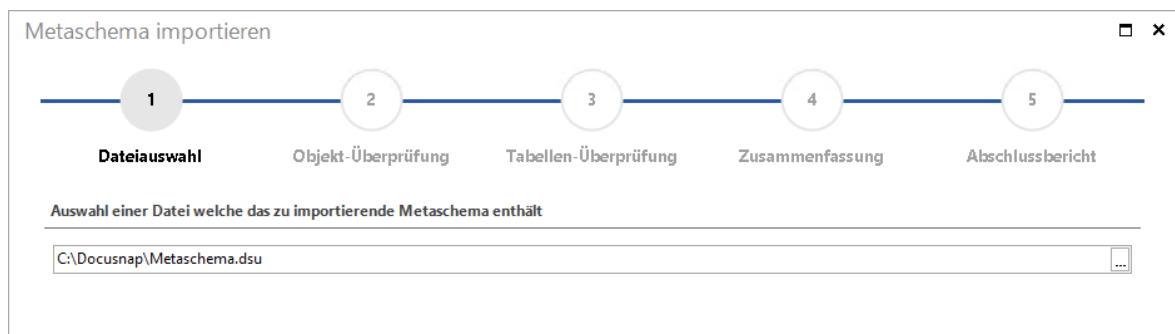 Metaschema importieren
1 2 3 4 5
Dateiauswahl Objekt-Überprüfung Tabellen-Überprüfung Zusammenfassung Abschlussbericht
Auswahl einer Datei welche das zu importierende Metaschema enthält
C:\Docusnap\Metaschema.dsu ...